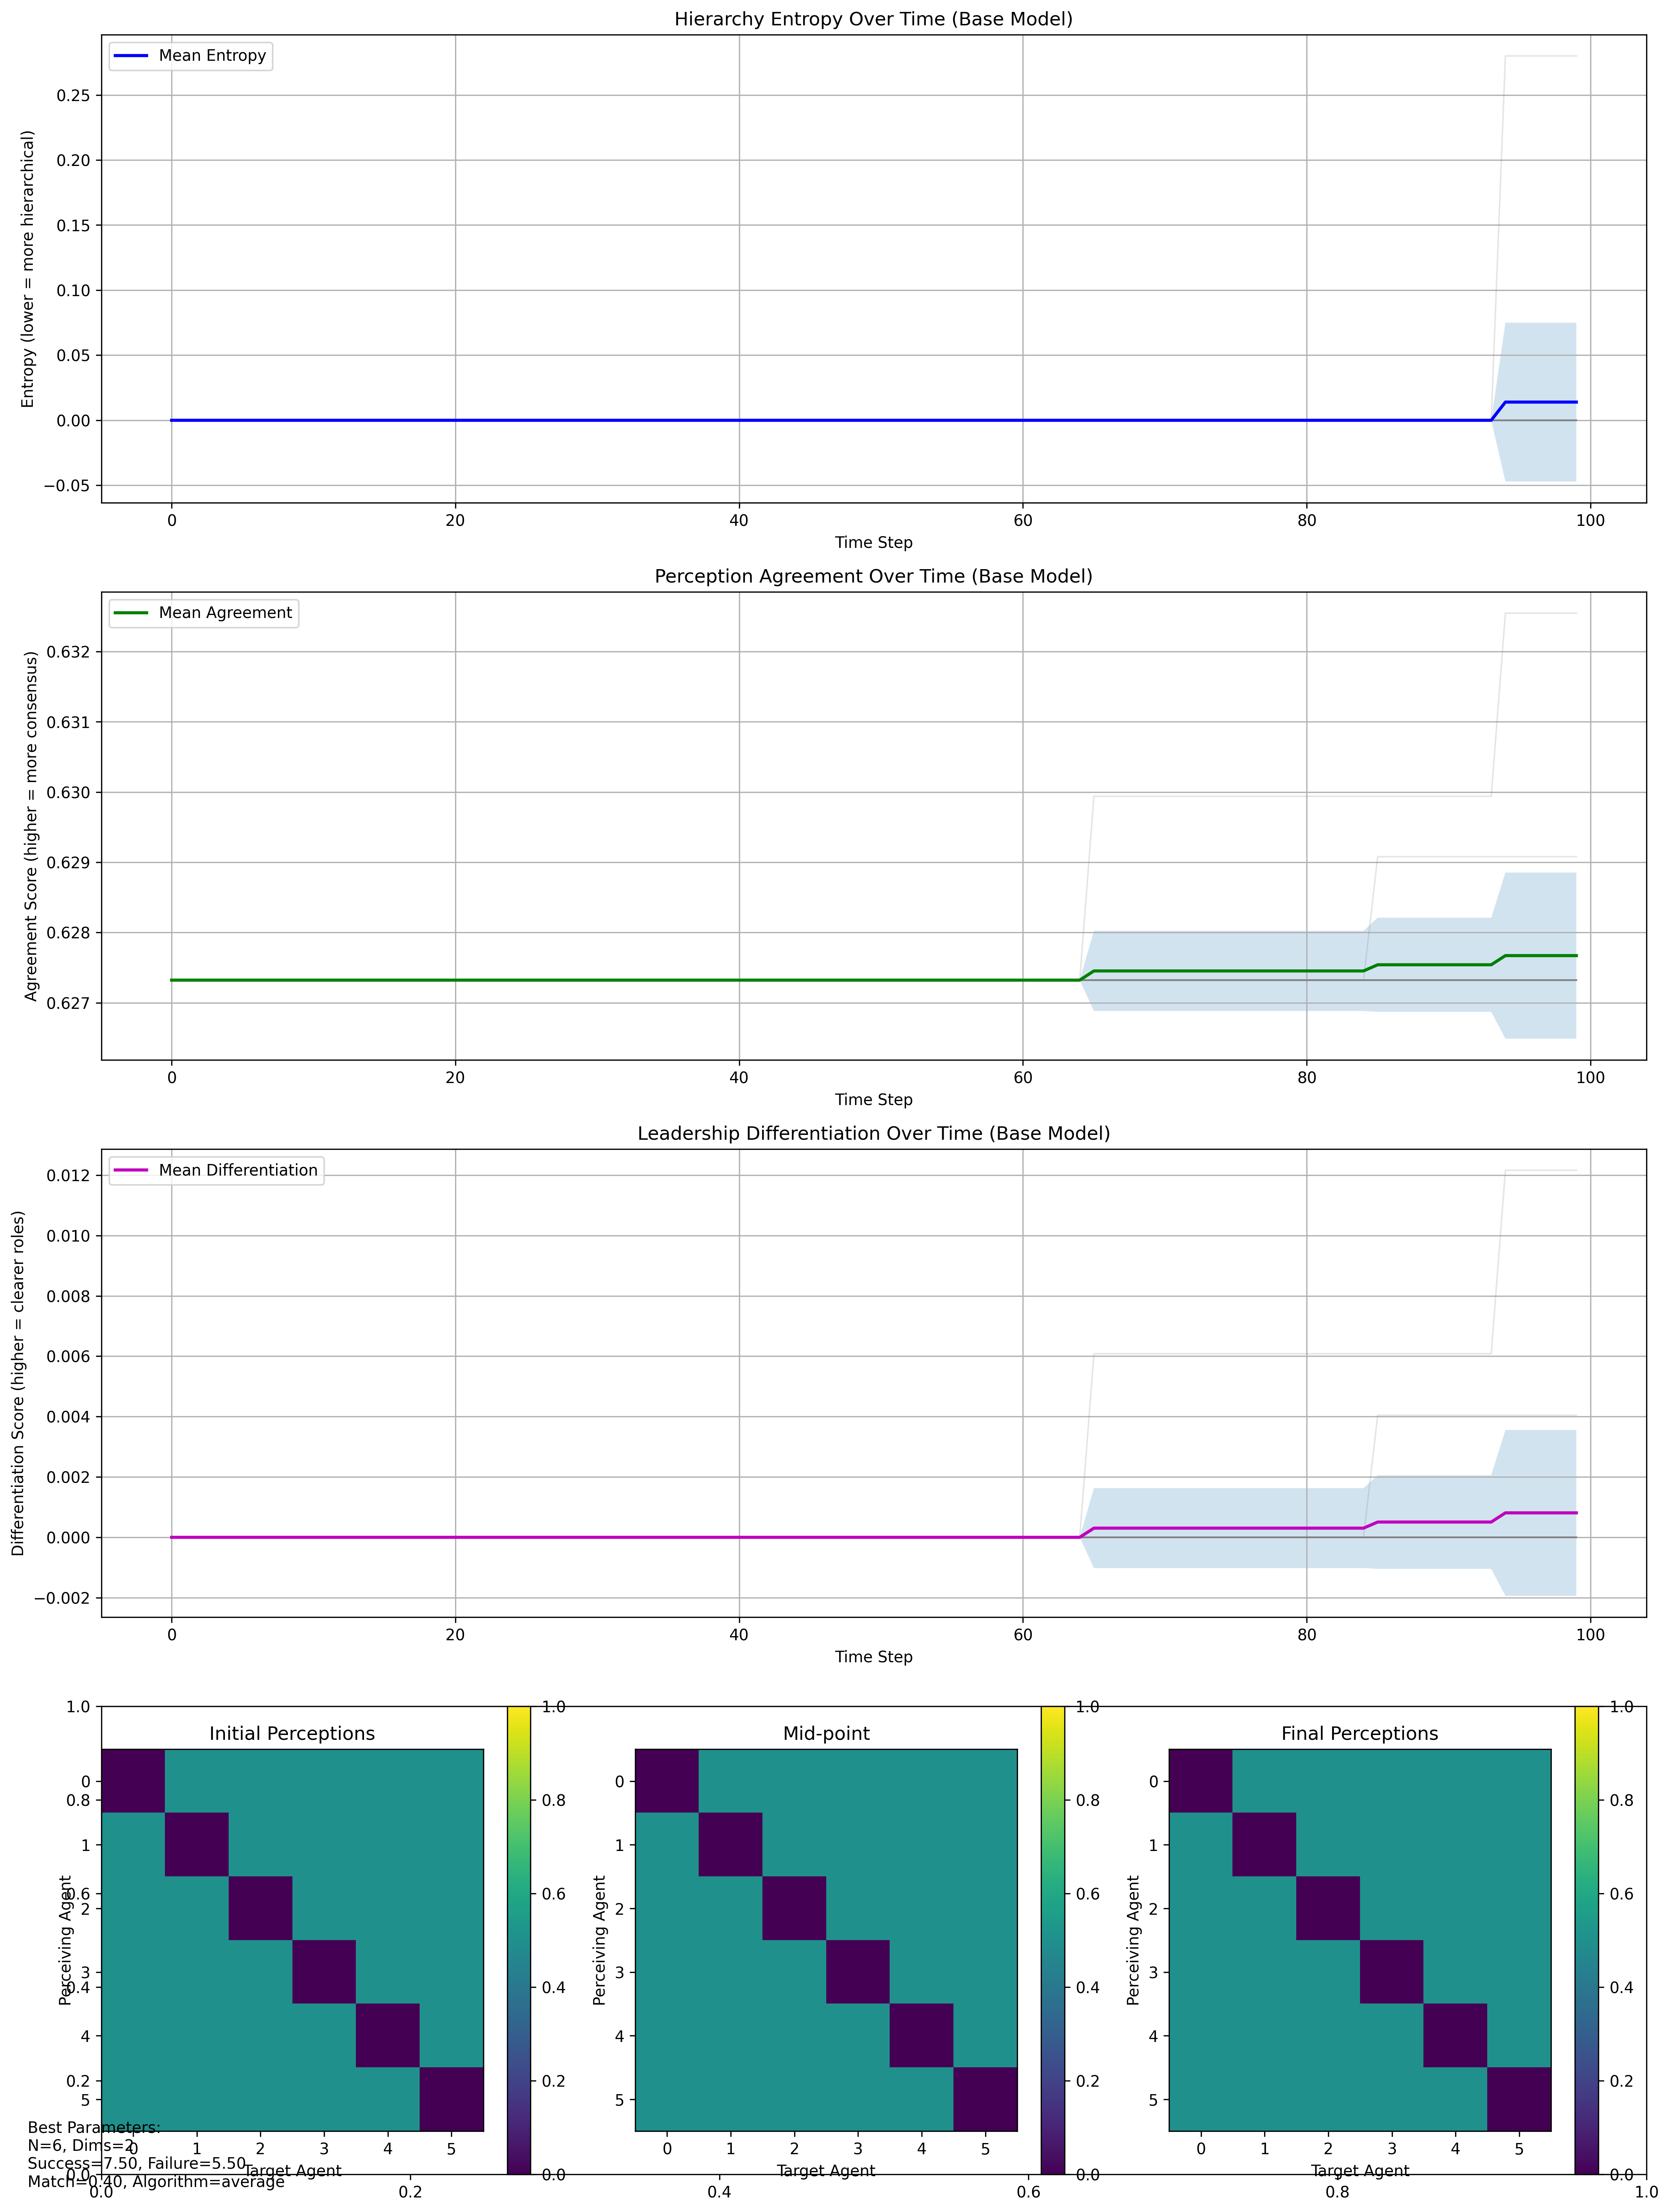 Hierarchy Entropy Over Time (Base Model)
Mean Entropy
Entropy (lower = more hierarchical)
0.25
0.20
0.15
0.10
0.05
0.00
−0.05
0 20 40 60 80 100
Time Step
Perception Agreement Over Time (Base Model)
Mean Agreement
Agreement Score (higher = more consensus)
0.632
0.631
0.630
0.629
0.628
0.627
0 20 40 60 80 100
Time Step
Leadership Differentiation Over Time (Base Model)
Mean Differentiation
Differentiation Score (higher = clearer roles)
0.012
0.010
0.008
0.006
0.004
0.002
0.000
−0.002
0 20 40 60 80 100
Time Step
1.0
0.8
0.6
0.4
0.2
0.0
0.0 0.2 0.4 0.6 0.8 1.0
Initial Perceptions
Perceiving Agent
0
1
2
3
4
5
0 1 2 3 4 5
Target Agent
1.0
0.8
0.6
0.4
0.2
0.0
Mid-point
Perceiving Agent
0
1
2
3
4
5
0 1 2 3 4 5
Target Agent
1.0
0.8
0.6
0.4
0.2
0.0
Final Perceptions
Perceiving Agent
0
1
2
3
4
5
0 1 2 3 4 5
Target Agent
1.0
0.8
0.6
0.4
0.2
0.0
Best Parameters:
N=6, Dims=2
Success=7.50, Failure=5.50
Match=0.40, Algorithm=average